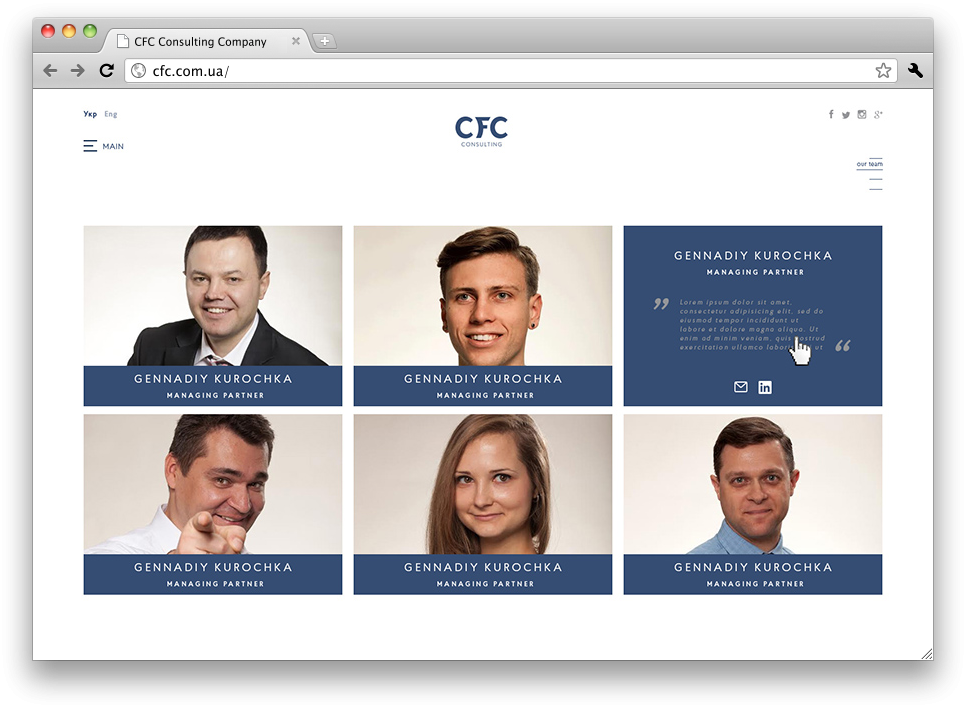 CFC Consulting Company
cfc.com.ua/
Укр Eng
CFC
CONSULTING
MAIN
our team
GENNADIY KUROCHKA
MANAGING PARTNER
GENNADIY KUROCHKA
MANAGING PARTNER
GENNADIY KUROCHKA
MANAGING PARTNER
Lorem ipsum dolor sit amet,
consectetur adipisicing elit, sed do
eiusmod tempor incididunt ut
lobore et dolore magna aliqua. Ut
enim ad minim veniam, quis nostrud
exercitation ullamco laboris ut
GENNADIY KUROCHKA
MANAGING PARTNER
GENNADIY KUROCHKA
MANAGING PARTNER
GENNADIY KUROCHKA
MANAGING PARTNER